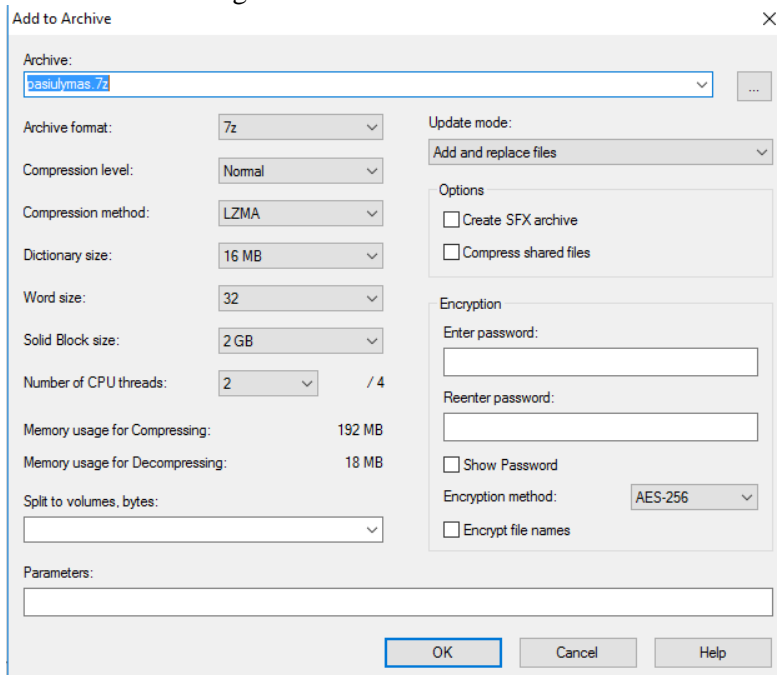 Add to Archive
Archive:
pasiulymas.7z
...
Archive format: 7z
Compression level: Normal
Compression method: LZMA
Dictionary size: 16 MB
Word size: 32
Solid Block size: 2 GB
Number of CPU threads: 2 / 4
Memory usage for Compressing: 192 MB
Memory usage for Decompressing: 18 MB
Split to volumes, bytes:
Update mode:
Add and replace files
Options
Create SFX archive
Compress shared files
Encryption
Enter password:
Reenter password:
Show Password
Encryption method: AES-256
Encrypt file names
Parameters:
OK Cancel Help